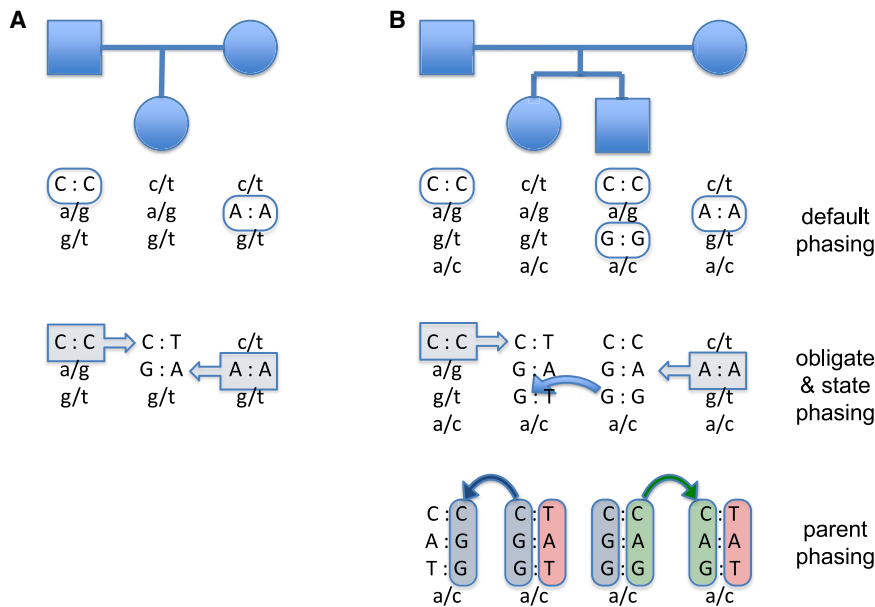 A
B
C : C c/t c/t
a/g a/g A : A
g/t g/t g/t
C : C c/t C : C c/t
a/g a/g a/g A : A
g/t g/t G : G g/t
a/c a/c a/c a/c
default
phasing
C : C C : T c/t
a/g G : A A : A
g/t g/t g/t
C : C C : T C : C c/t
a/g G : A G : A A : A
g/t G : T G : G g/t
a/c a/c a/c a/c
obligate
& state
phasing
C : C C : T C : C C : T
A : G G : A G : A A : A
T : G G : T G : G G : T
a/c a/c a/c a/c
parent
phasing